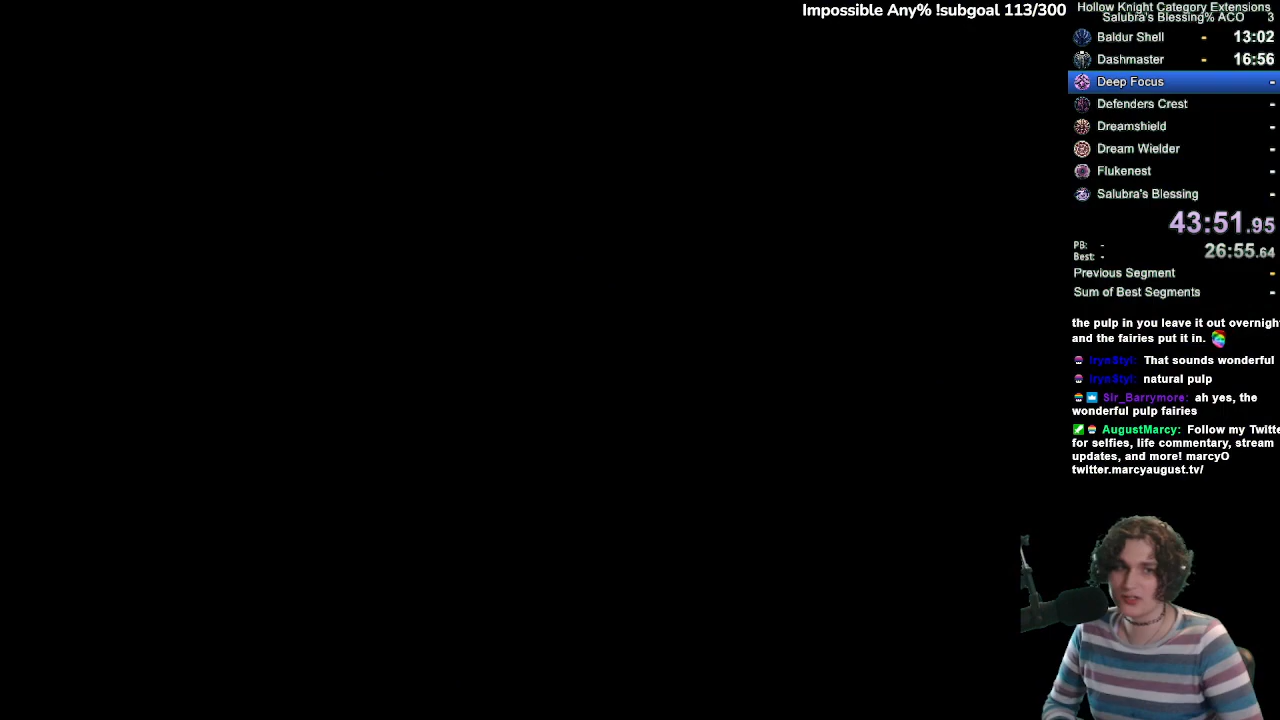 Impossible Any% !subgoal 113/300
Hollow Knight Category Extensions
Salubra's Blessing% ACO 3
Baldur Shell - 13:02
Dashmaster - 16:56
Deep Focus -
Defenders Crest -
Dreamshield -
Dream Wielder -
Flukenest -
Salubra's Blessing -
43:51.95
PB: -
Best: - 26:55.64
Previous Segment -
Sum of Best Segments -
the pulp in you leave it out overnight
and the fairies put it in.
IrynStyl: That sounds wonderful
IrynStyl: natural pulp
Sir_Barrymore: ah yes, the
wonderful pulp fairies
AugustMarcy: Follow my Twitte
for selfies, life commentary, stream
updates, and more! marcyO
twitter.marcyaugust.tv/